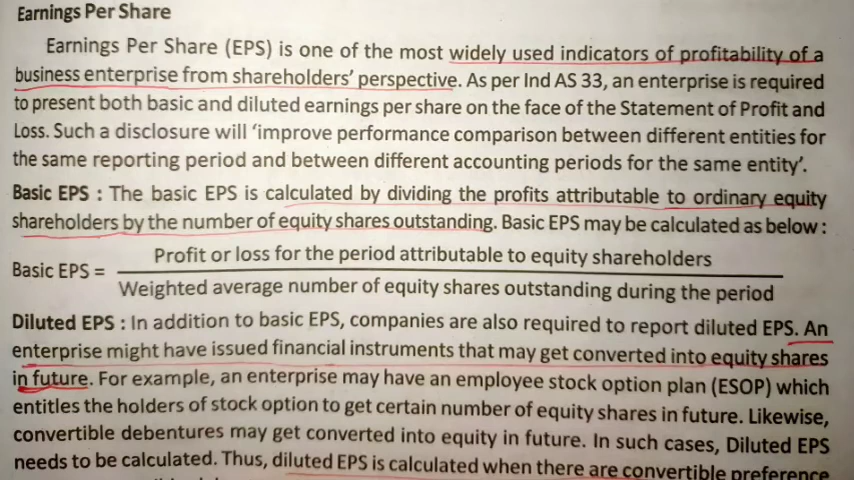 Earnings Per Share
Earnings Per Share (EPS) is one of the most widely used indicators of profitability of a
business enterprise from shareholders' perspective. As per Ind AS 33, an enterprise is required
to present both basic and diluted earnings per share on the face of the Statement of Profit and
Loss. Such a disclosure will 'improve performance comparison between different entities for
the same reporting period and between different accounting periods for the same entity'.
Basic EPS : The basic EPS is calculated by dividing the profits attributable to ordinary equity
shareholders by the number of equity shares outstanding. Basic EPS may be calculated as below :
Profit or loss for the period attributable to equity shareholders
Basic EPS =
Weighted average number of equity shares outstanding during the period
Diluted EPS : In addition to basic EPS, companies are also required to report diluted EPS. An
enterprise might have issued financial instruments that may get converted into equity shares
in future. For example, an enterprise may have an employee stock option plan (ESOP) which
entitles the holders of stock option to get certain number of equity shares in future. Likewise,
convertible debentures may get converted into equity in future. In such cases, Diluted EPS
needs to be calculated. Thus, diluted EPS is calculated when there are convertible preference